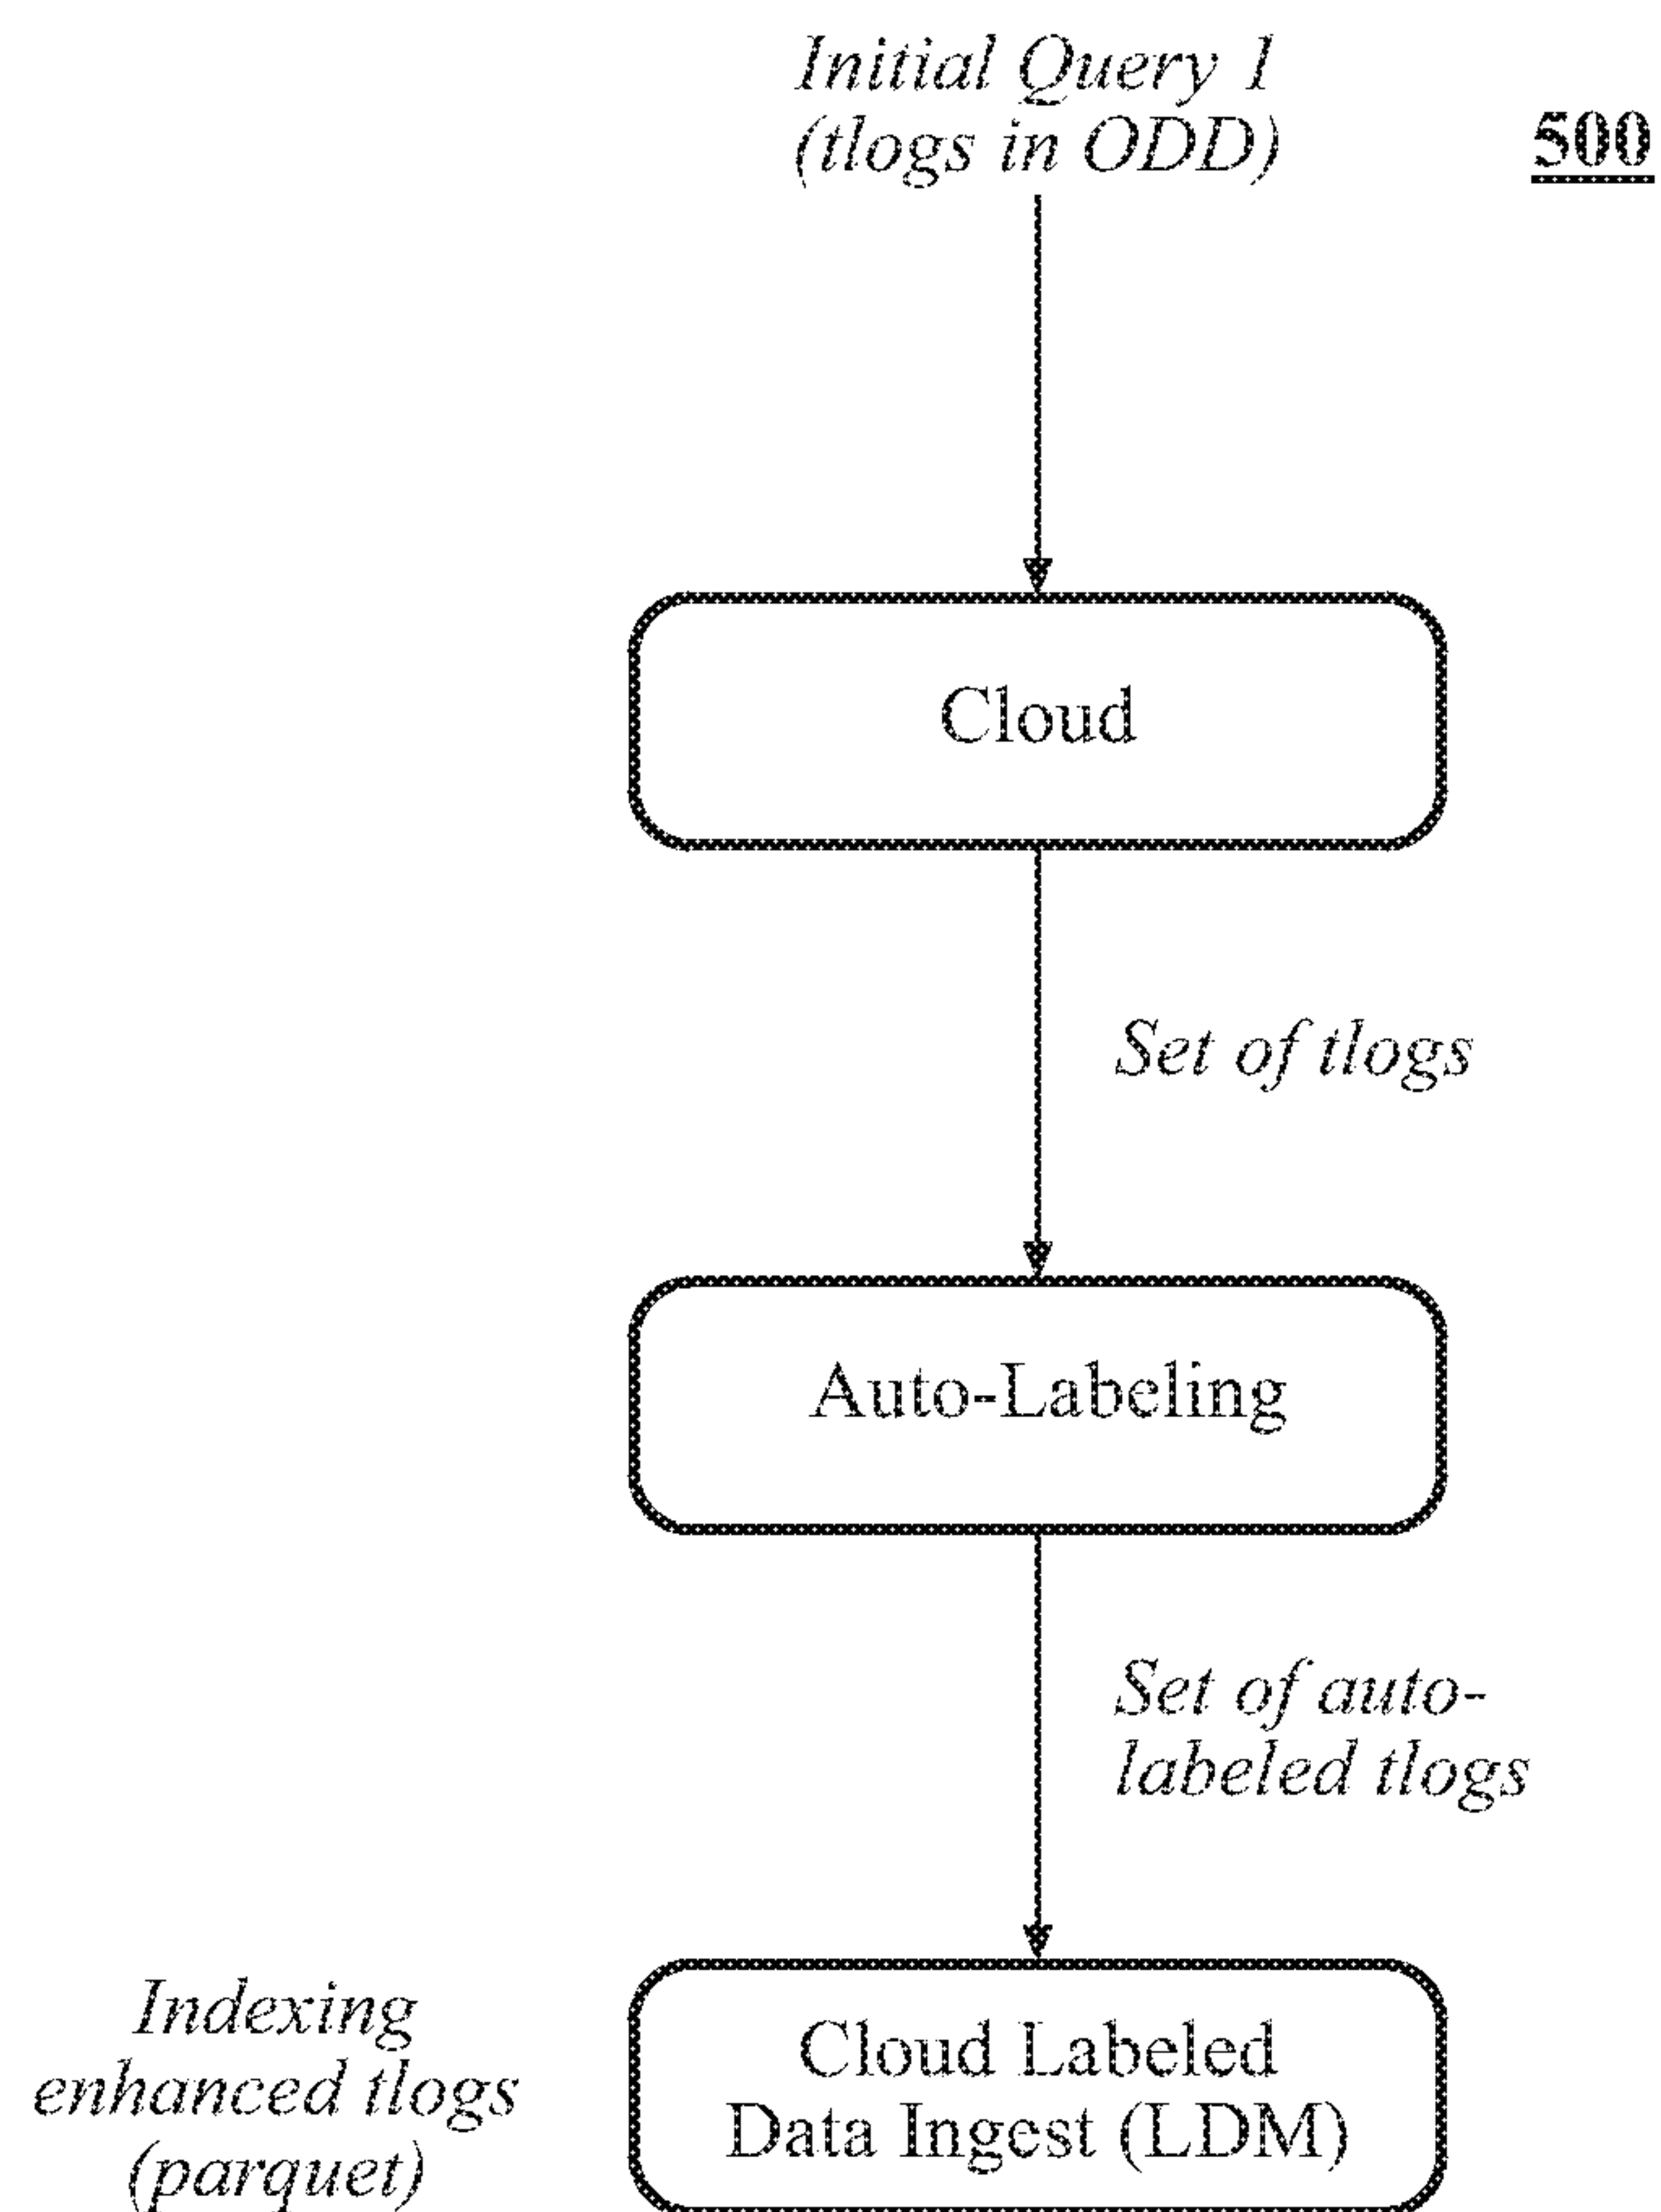 Initial Query 1
(tlogs in ODD)
500
Cloud
Set of tlogs
Auto-Labeling
Set of auto-
labeled tlogs
Indexing
enhanced tlogs
(parquet)
Cloud Labeled
Data Ingest (LDM)